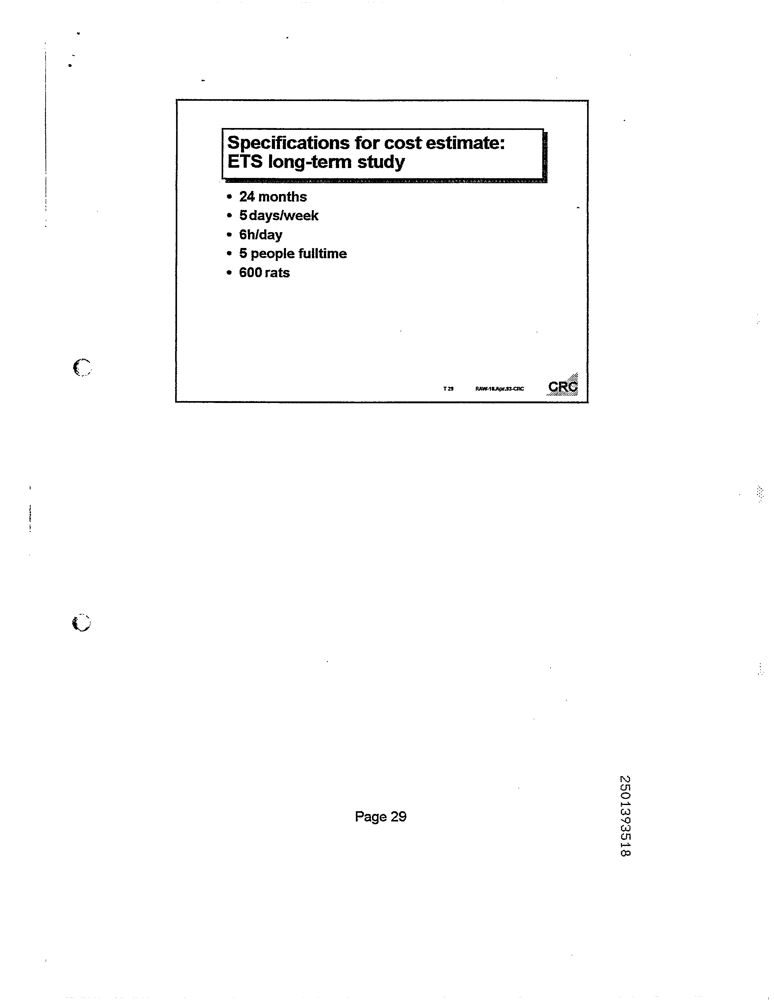 Specifications for cost estimate:
ETS long-term study
• 24 months
• 5 days/week
• 6h/day
• 5 people fulltime
• 600 rats
T 29 RAW-18.Apr.93-CRC CRC
Page 29
2501393518